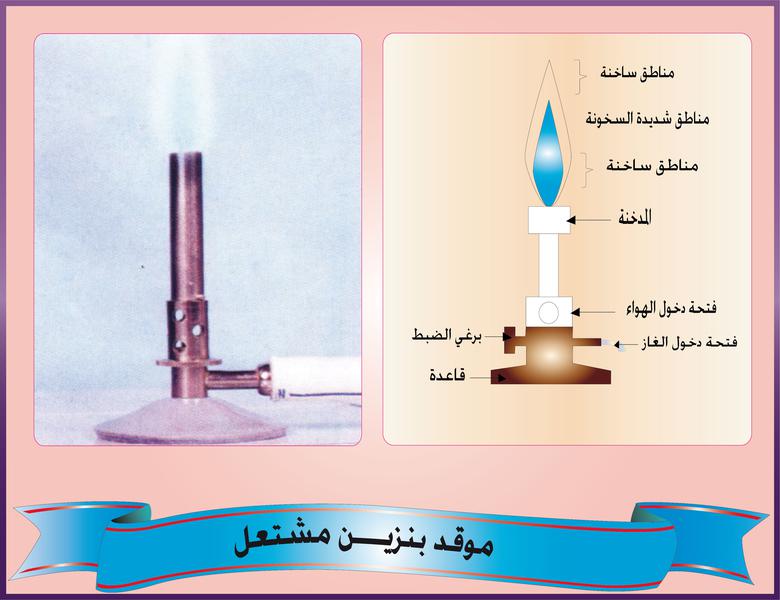 مناطق ساخنة
مناطق شديدة السخونة
مناطق ساخنة
المدخنة
فتحة دخول الهواء
برغي الضبط
فتحة دخول الغاز
قاعدة
موقد بنزين مشتعل